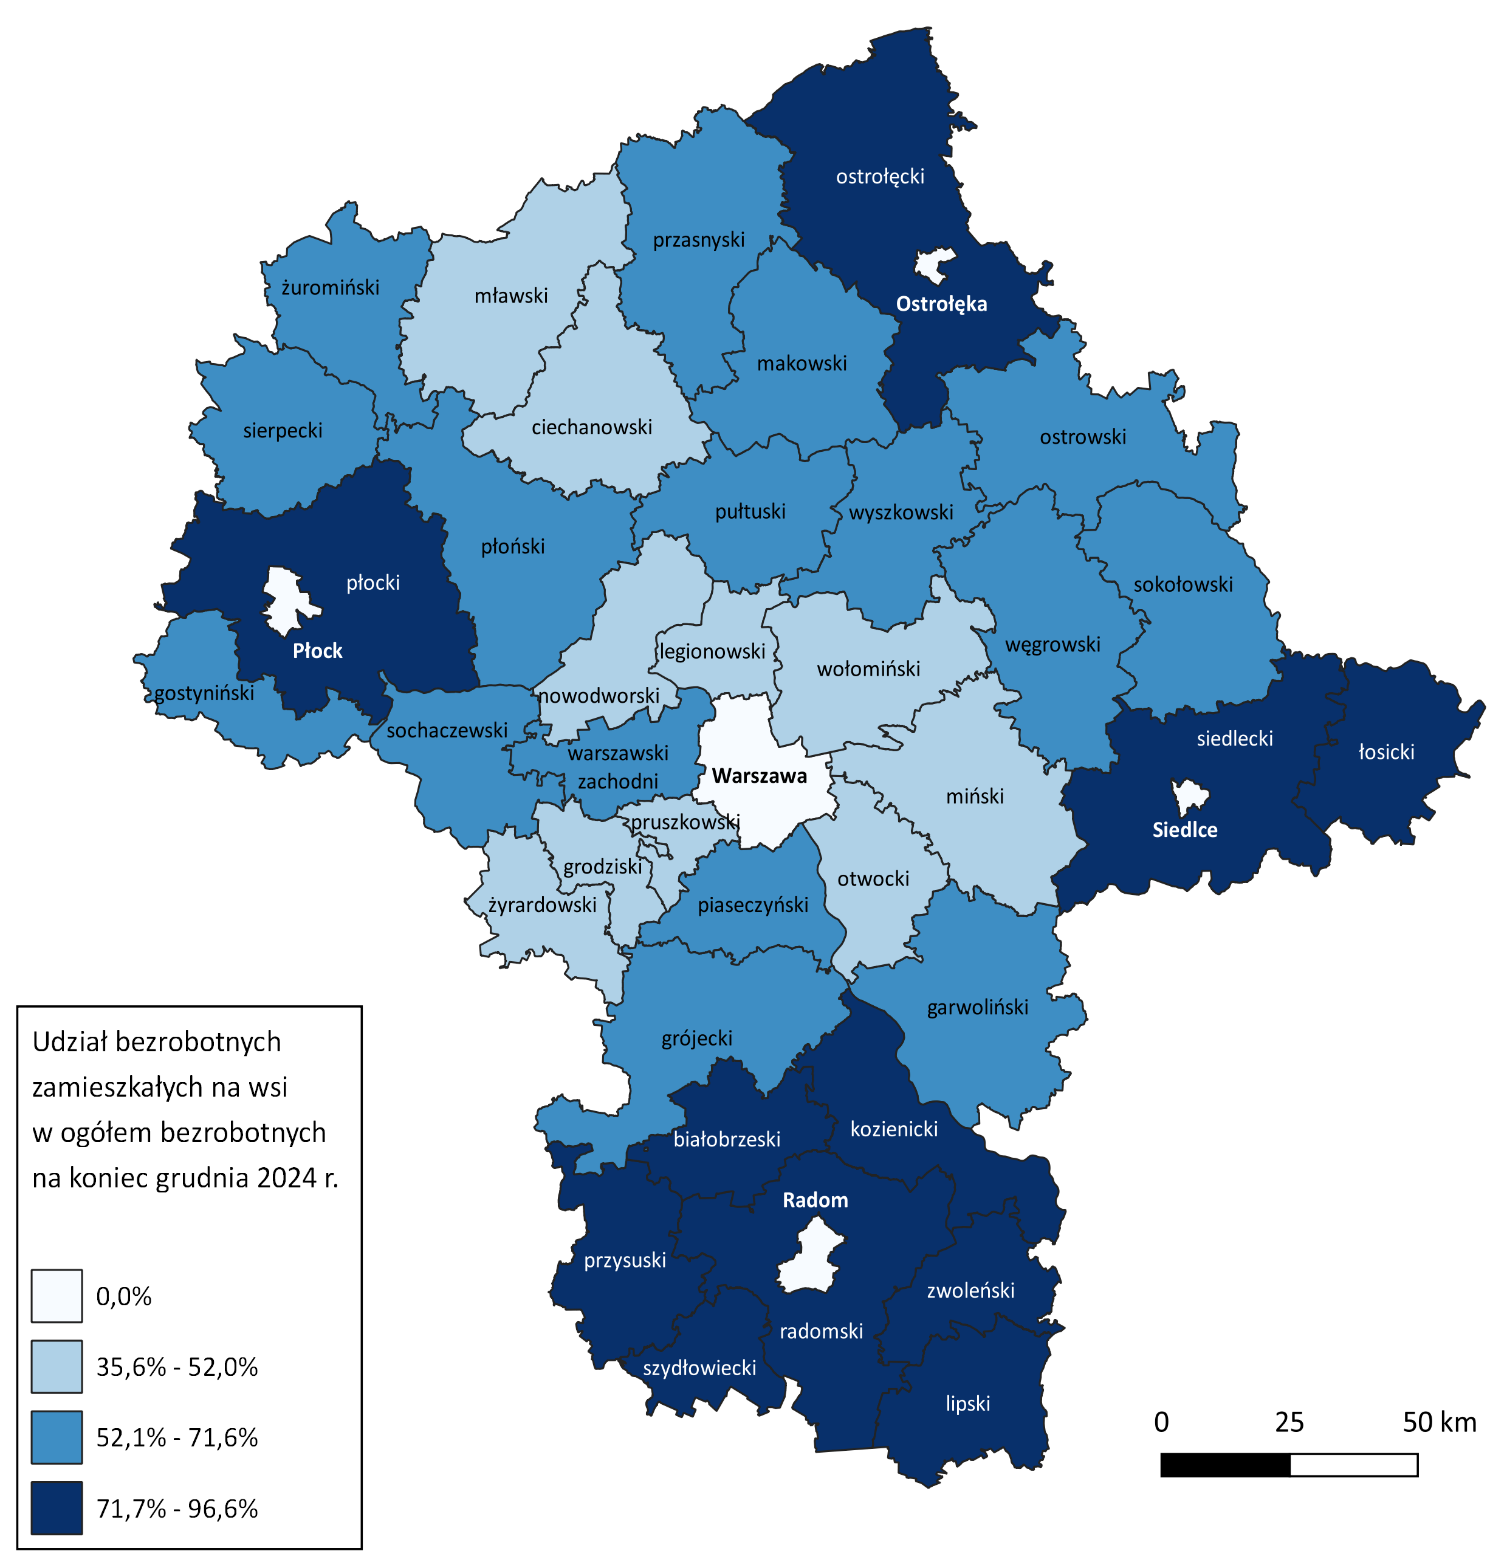 ostrołęcki
przasnyski
żuromiński
mławski
Ostrołęka
makowski
sierpecki
ciechanowski
ostrowski
pułtuski
wyszkowski
płoński
płocki
sokołowski
Płock
legionowski
węgrowski
wołomiński
gostyniński
nowodworski
sochaczewski
siedlecki
łosicki
warszawski
zachodni
Warszawa
miński
pruszkowski
Siedlce
grodziski
otwocki
żyrardowski
piaseczyński
garwoliński
grójecki
białobrzeski
kozienicki
Radom
przysuski
zwoleński
radomski
szydłowiecki
lipski
Udział bezrobotnych
zamieszkałych na wsi
w ogółem bezrobotnych
na koniec grudnia 2024 r.
0,0%
35,6% - 52,0%
52,1% - 71,6%
71,7% - 96,6%
0 25 50 km